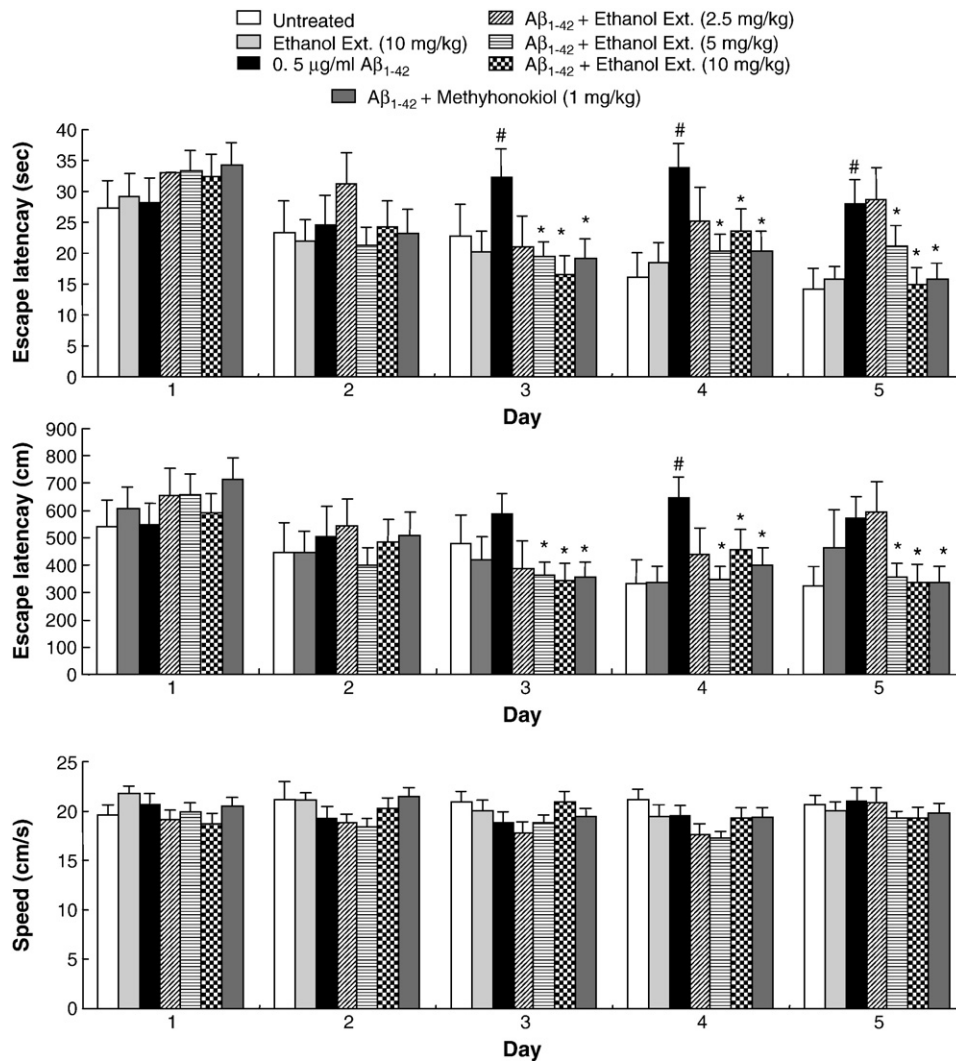 Untreated
Ethanol Ext. (10 mg/kg)
0. 5 μg/ml Aβ1-42
Aβ1-42 + Ethanol Ext. (2.5 mg/kg)
Aβ1-42 + Ethanol Ext. (5 mg/kg)
Aβ1-42 + Ethanol Ext. (10 mg/kg)
Aβ1-42 + Methyhonokiol (1 mg/kg)
Escape latencay (sec)
40
35
30
25
20
15
10
5
0
# * * *
# * * *
# * * *
1 2 3 4 5
Day
Escape latencay (cm)
900
800
700
600
500
400
300
200
100
0
* * *
# * * *
* * *
1 2 3 4 5
Day
Speed (cm/s)
25
20
15
10
5
0
1 2 3 4 5
Day